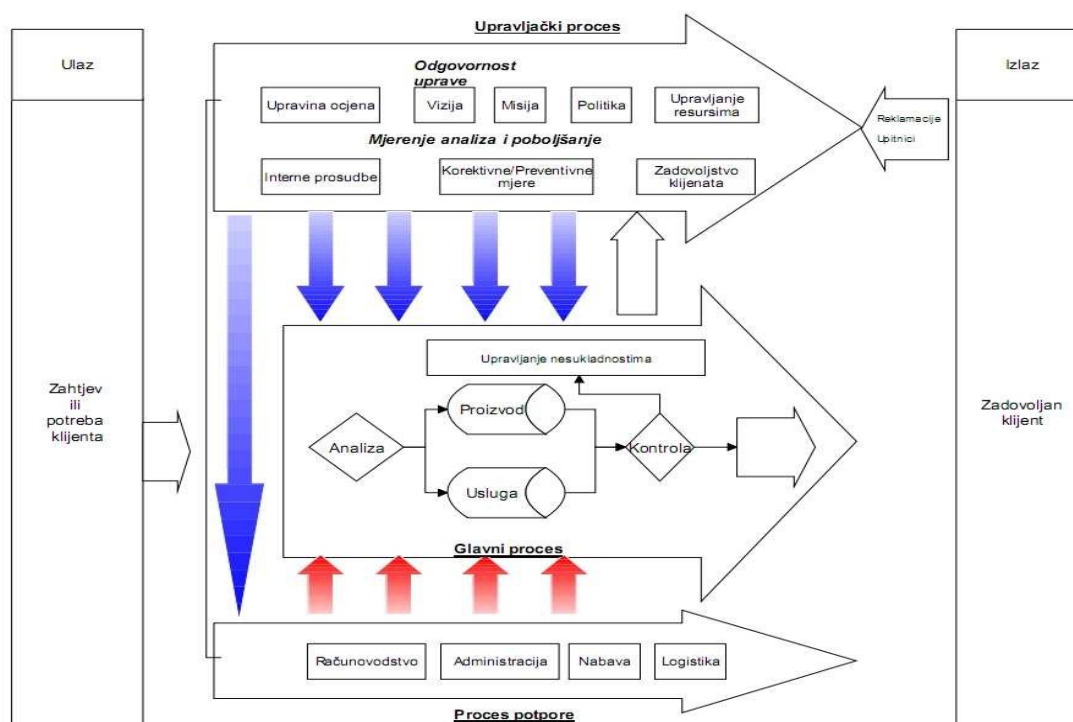 Upravljački proces
Ulaz
Izlaz
Odgovornost
uprave
Upravina ocjena
Vizija
Misija
Politika
Upravljanje
resursima
Reklamacije
Upitnici
Mjerenje analiza i poboljšanje
Interne prosudbe
Korektivne/Preventivne
mjere
Zadovoljstvo
klijenata
Zahtjev
ili
potreba
klijenta
Upravljanje nesukladnostima
Proizvod
Analiza
Kontrola
Usluga
Zadovoljan
klijent
Glavni proces
Računovodstvo
Administracija
Nabava
Logistika
Proces potpore